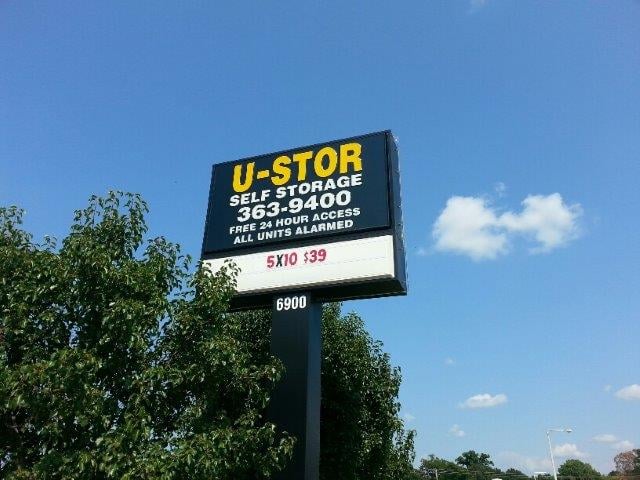 U-STOR
SELF STORAGE
363-9400
FREE 24 HOUR ACCESS
ALL UNITS ALARMED
5X10 $39
6900